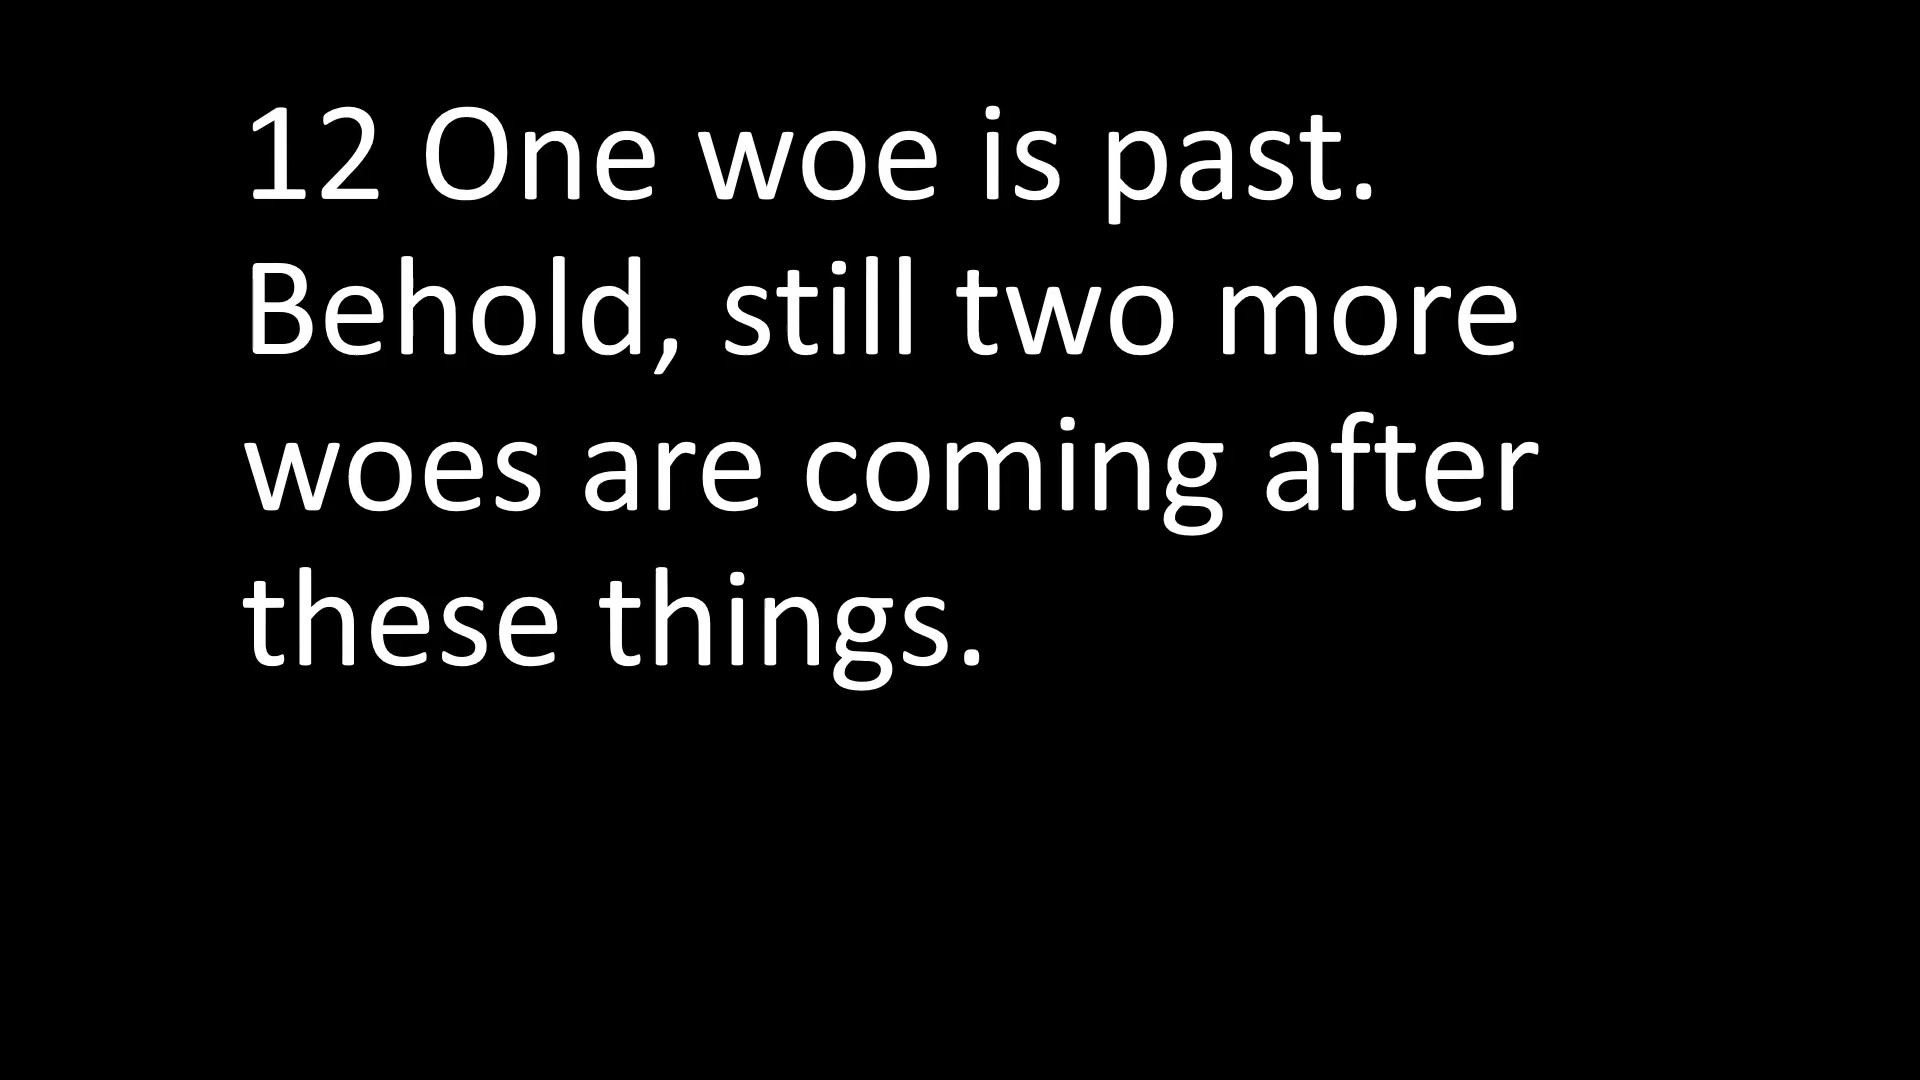 12 One woe is past.
Behold, still two more
woes are coming after
these things.